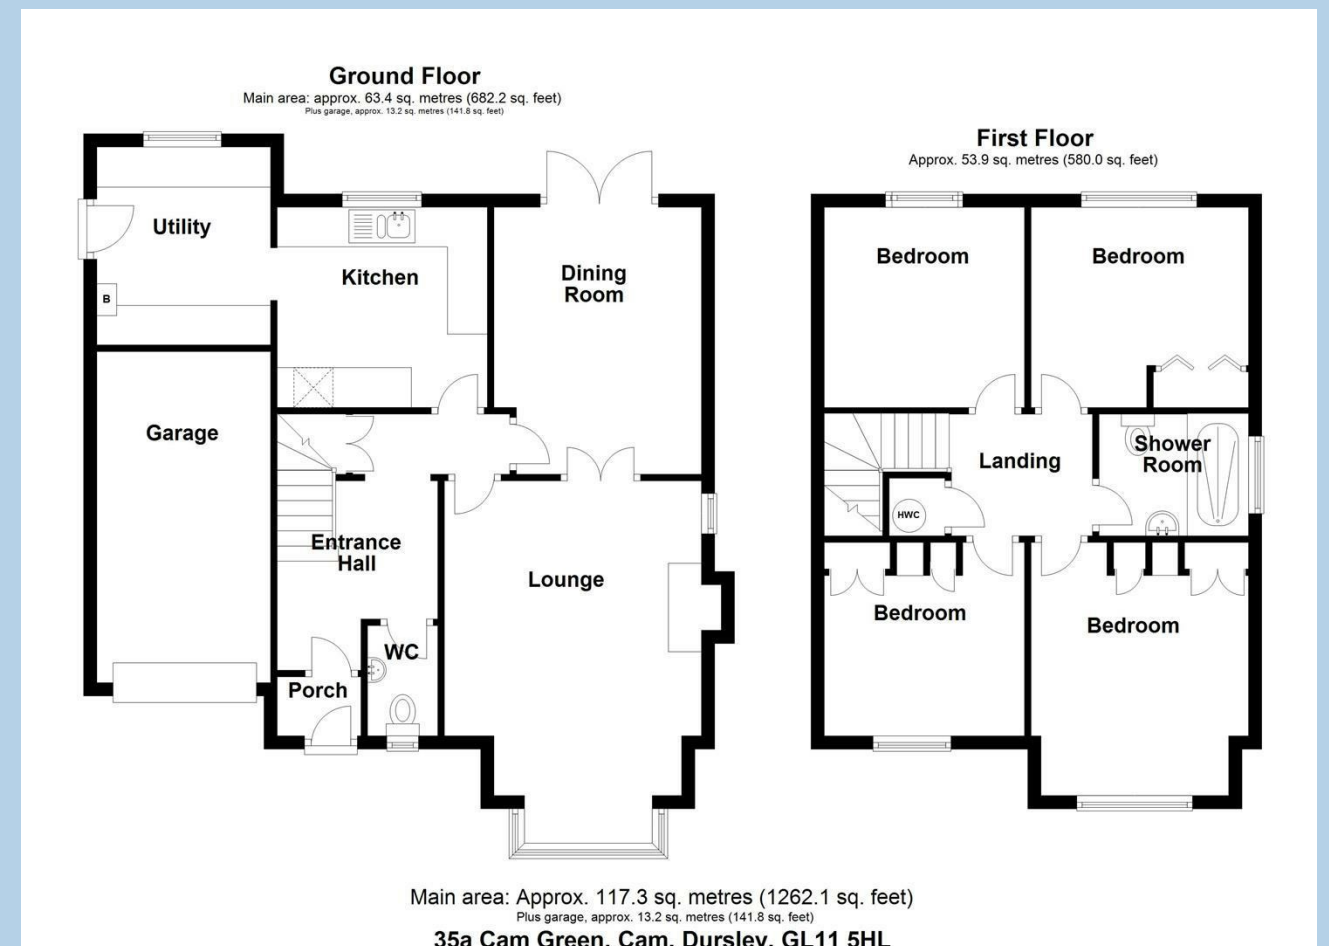 Ground Floor
Main area: approx. 63.4 sq. metres (682.2 sq. feet)
Plus garage, approx. 13.2 sq. metres (141.8 sq. feet)
Utility
B
Kitchen
Dining
Room
Garage
Entrance
Hall
Lounge
WC
Porch
First Floor
Approx. 53.9 sq. metres (580.0 sq. feet)
Bedroom
Bedroom
Landing
Shower
Room
HWC
Bedroom
Bedroom
Main area: Approx. 117.3 sq. metres (1262.1 sq. feet)
Plus garage, approx. 13.2 sq. metres (141.8 sq. feet)
35a Cam Green, Cam, Dursley, GL11 5HL